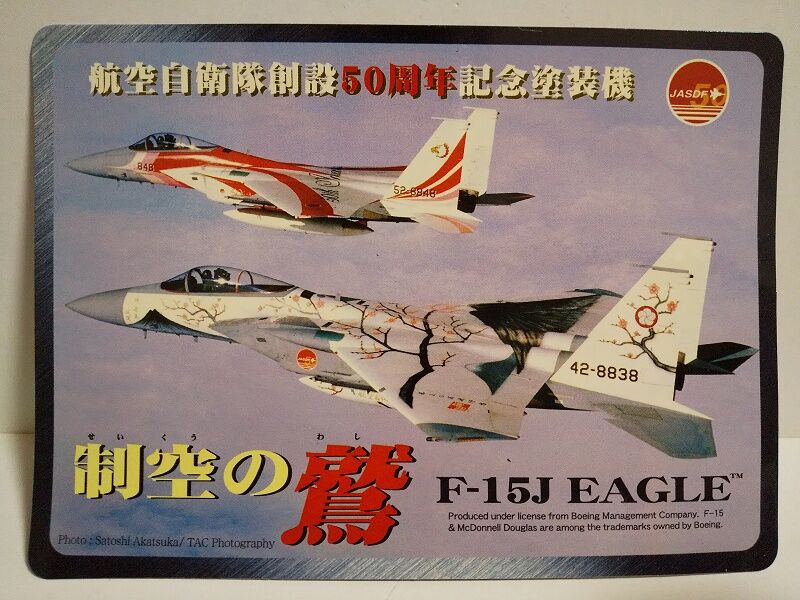 航空自衛隊創設50周年記念塗装機
JASDF 50
848
52-8848
42-8838
せいくう わし
制空の鷲
F-15J EAGLE™
Produced under license from Boeing Management Company. F-15
& McDonnell Douglas are among the trademarks owned by Boeing.
Photo : Satoshi Akatsuka/ TAC Photography